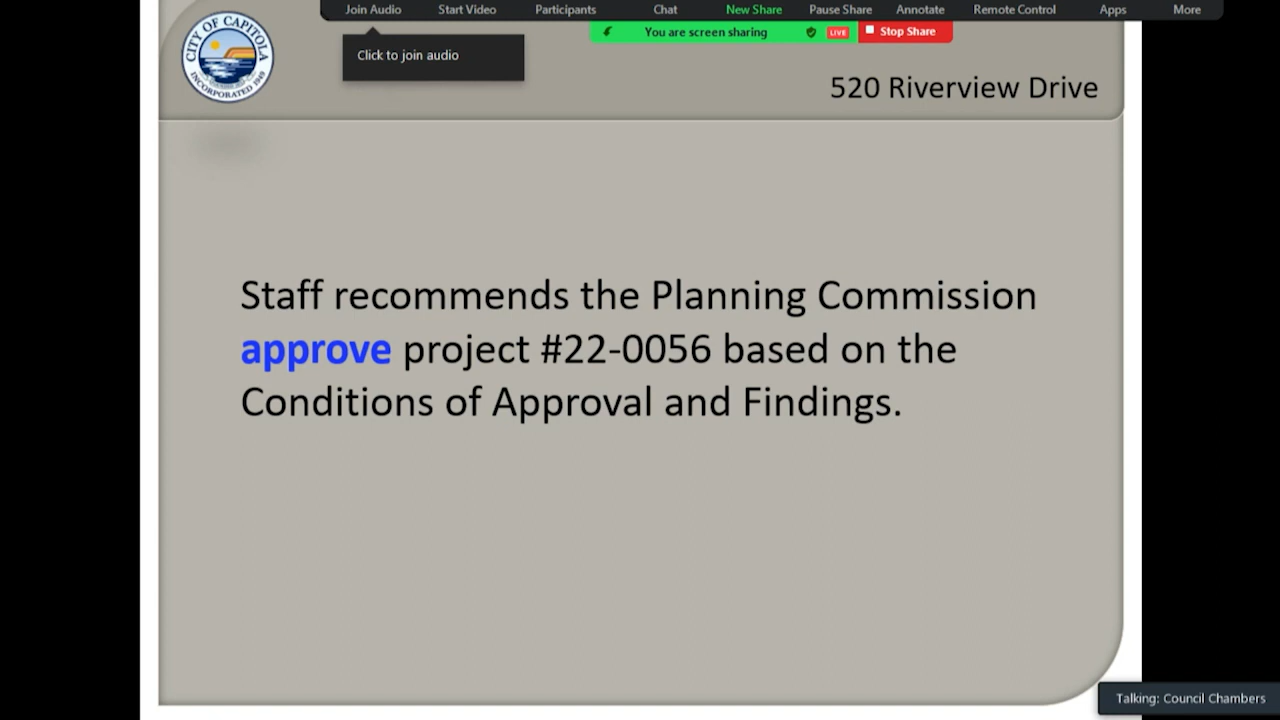 Join Audio Start Video Participants Chat New Share Pause Share Annotate Remote Control Apps More
You are screen sharing LIVE Stop Share
Click to join audio
CITY OF CAPITOLA
INCORPORATED 1949
520 Riverview Drive
Staff recommends the Planning Commission
approve project #22-0056 based on the
Conditions of Approval and Findings.
Talking: Council Chambers